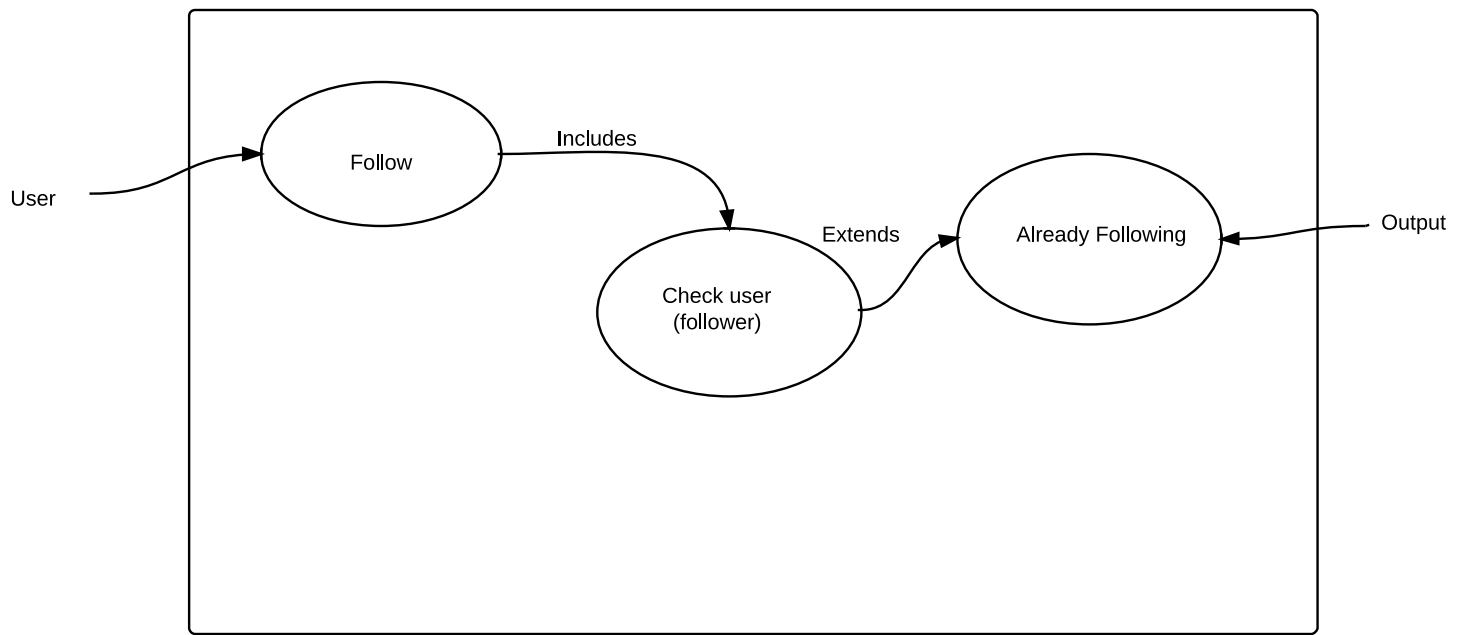 Includes
Follow
User
Output
Extends
Already Following
Check user
(follower)